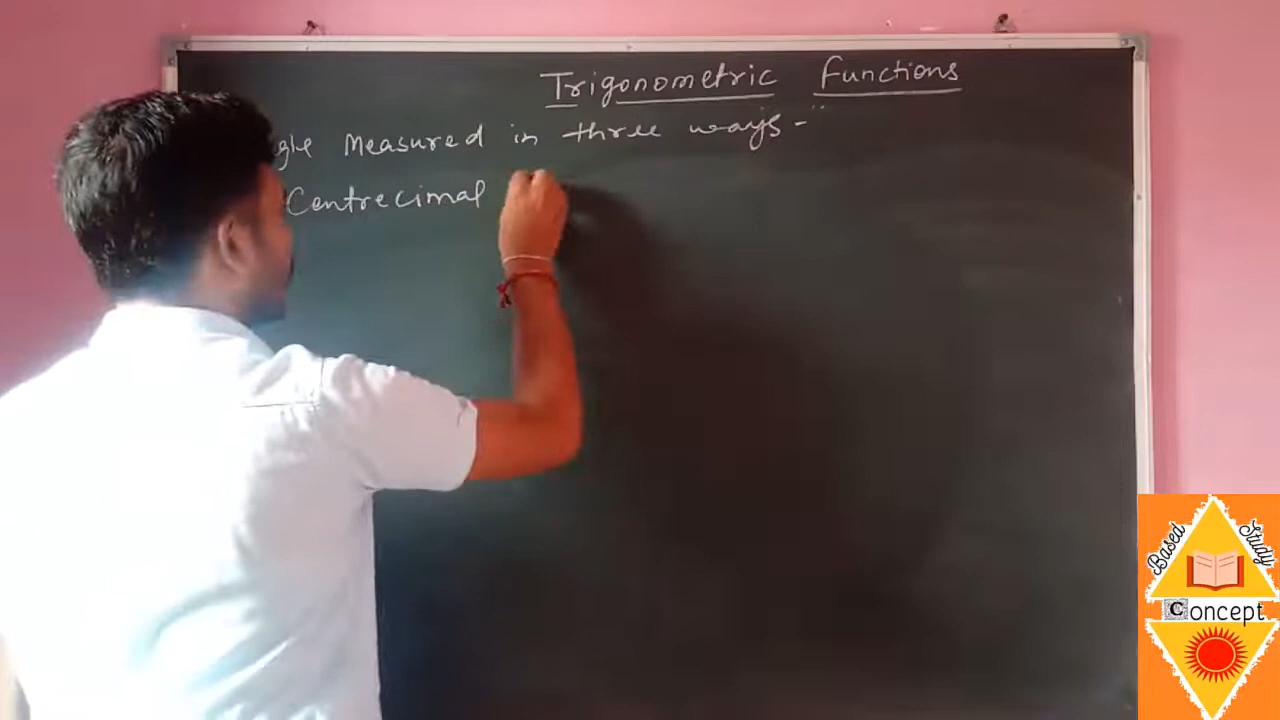 Trigonometric Functions
gle Measured in three ways -
Centrecimal
Based Study
Concept